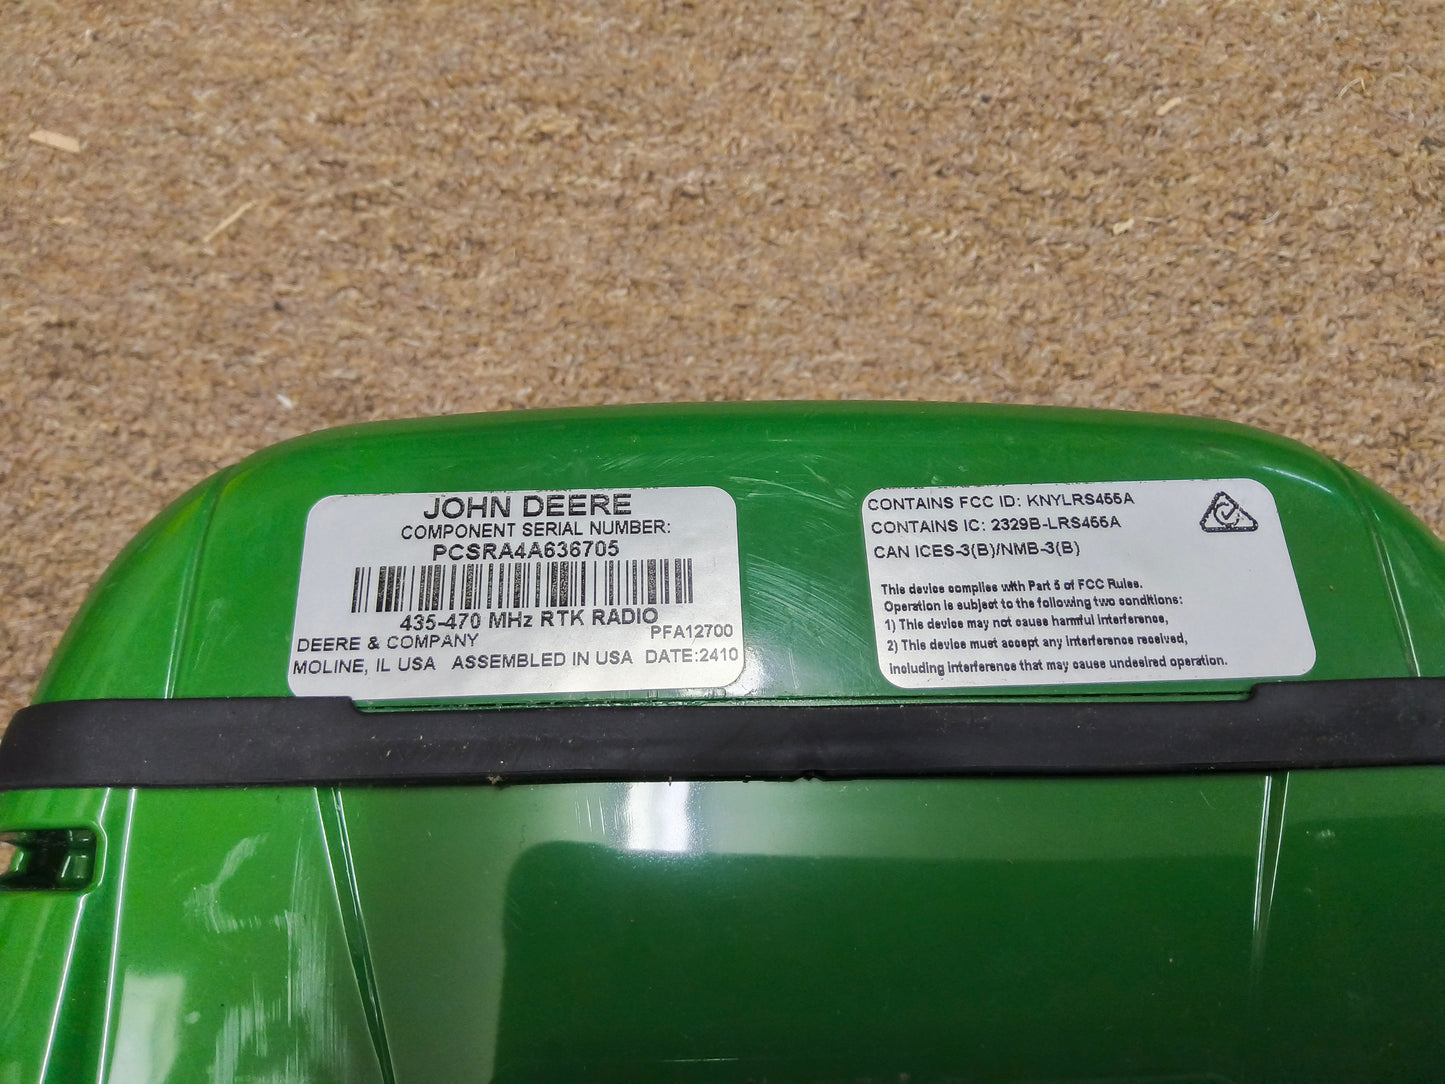 JOHN DEERE
COMPONENT SERIAL NUMBER:
PCSRA4A636705
435-470 MHz RTK RADIO
DEERE & COMPANY PFA12700
MOLINE, IL USA ASSEMBLED IN USA DATE:2410
CONTAINS FCC ID: KNYLRS455A
CONTAINS IC: 2329B-LRS455A
CAN ICES-3(B)/NMB-3(B)
This device complies with Part 5 of FCC Rules.
Operation is subject to the following two conditions:
1) This device may not cause harmful interference,
2) This device must accept any interference received,
including interference that may cause undesired operation.